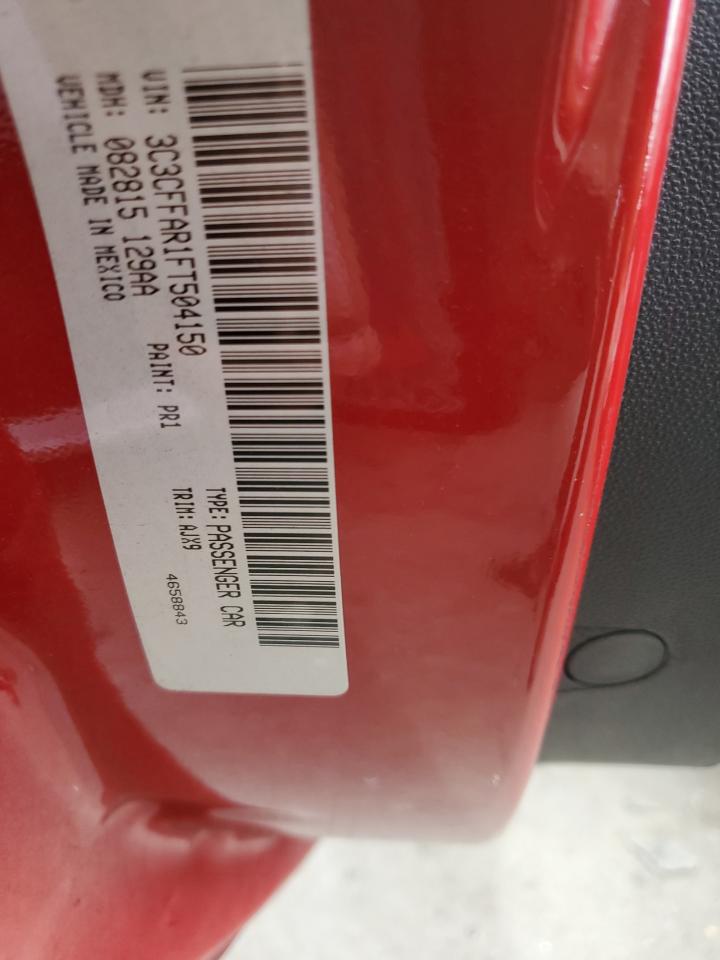 VIN: 3C3CFFAR1FT504150
TYPE: PASSENGER CAR
MDH: 082815 129AA
PAINT: PR1
TRIM: AJX9
VEHICLE MADE IN MEXICO
4658843